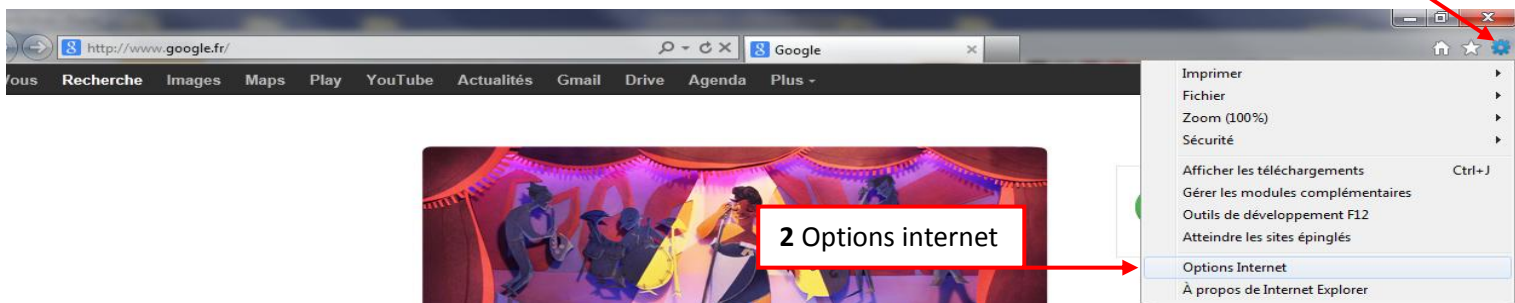 http://www.google.fr/
Google
Vous Recherche Images Maps Play YouTube Actualités Gmail Drive Agenda Plus
Imprimer
Fichier
Zoom (100%)
Sécurité
Afficher les téléchargements Ctrl+J
Gérer les modules complémentaires
Outils de développement F12
Atteindre les sites épinglés
2 Options internet
Options Internet
À propos de Internet Explorer